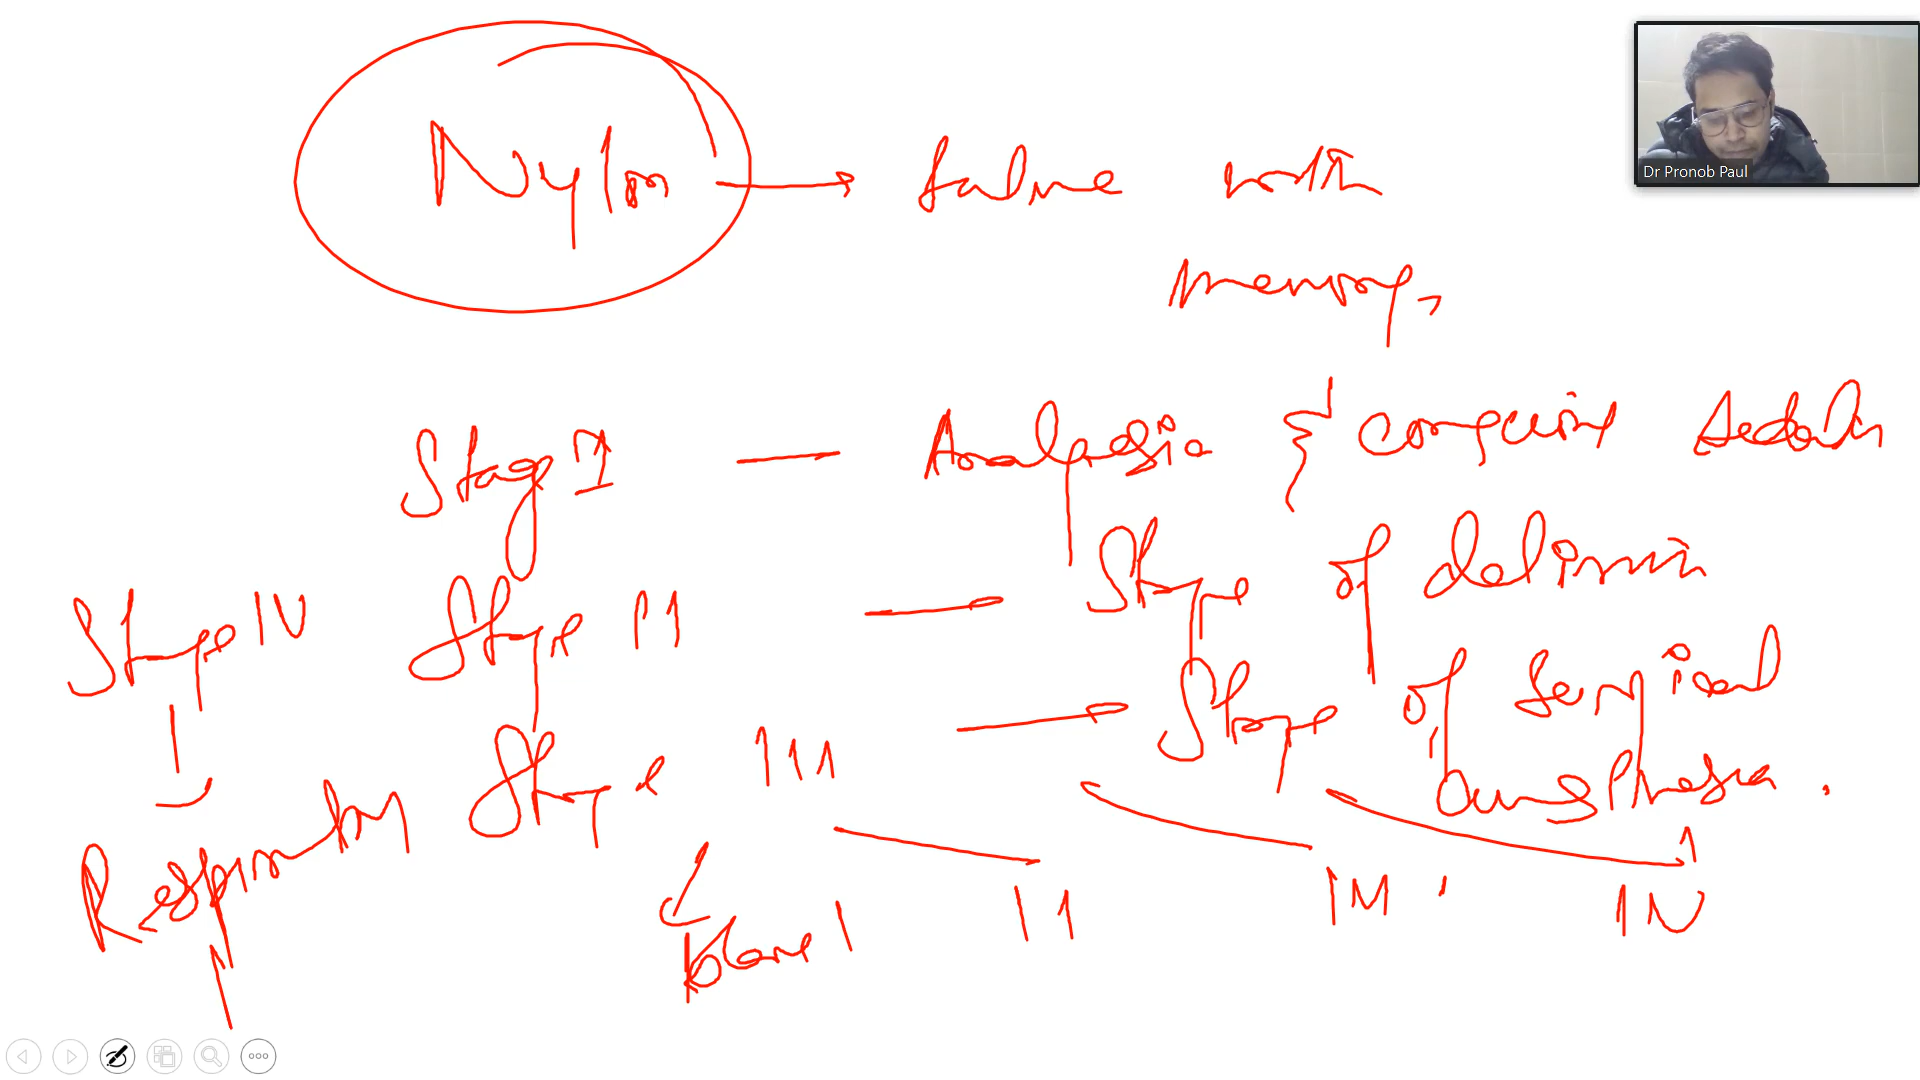 Dr Pronob Paul
Nylon → suture with
memory,
Stage I — Analgesia } conscious sedation
Stage II — Stage of delirium
Stage III — Stage of surgical
anesthesia.
Plane I II III IV
Stage IV
Respiratory